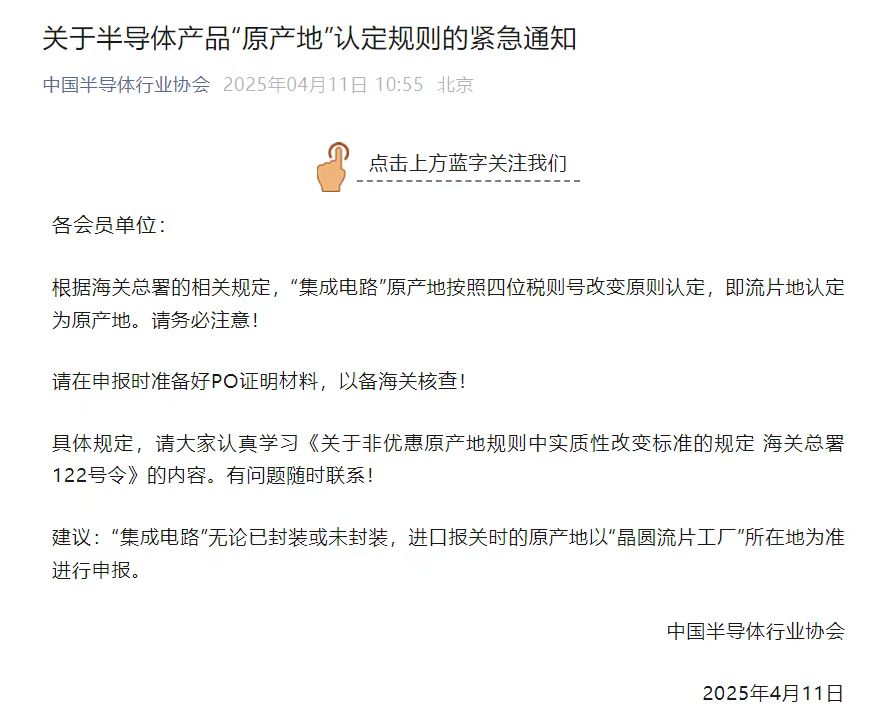 关于半导体产品“原产地”认定规则的紧急通知
中国半导体行业协会 2025年04月11日 10:55 北京
点击上方蓝字关注我们
各会员单位：
根据海关总署的相关规定，“集成电路”原产地按照四位税则号改变原则认定，即流片地认定
为原产地。请务必注意！
请在申报时准备好PO证明材料，以备海关核查！
具体规定，请大家认真学习《关于非优惠原产地规则中实质性改变标准的规定 海关总署
122号令》的内容。有问题随时联系！
建议：“集成电路”无论已封装或未封装，进口报关时的原产地以“晶圆流片工厂”所在地为准
进行申报。
中国半导体行业协会
2025年4月11日